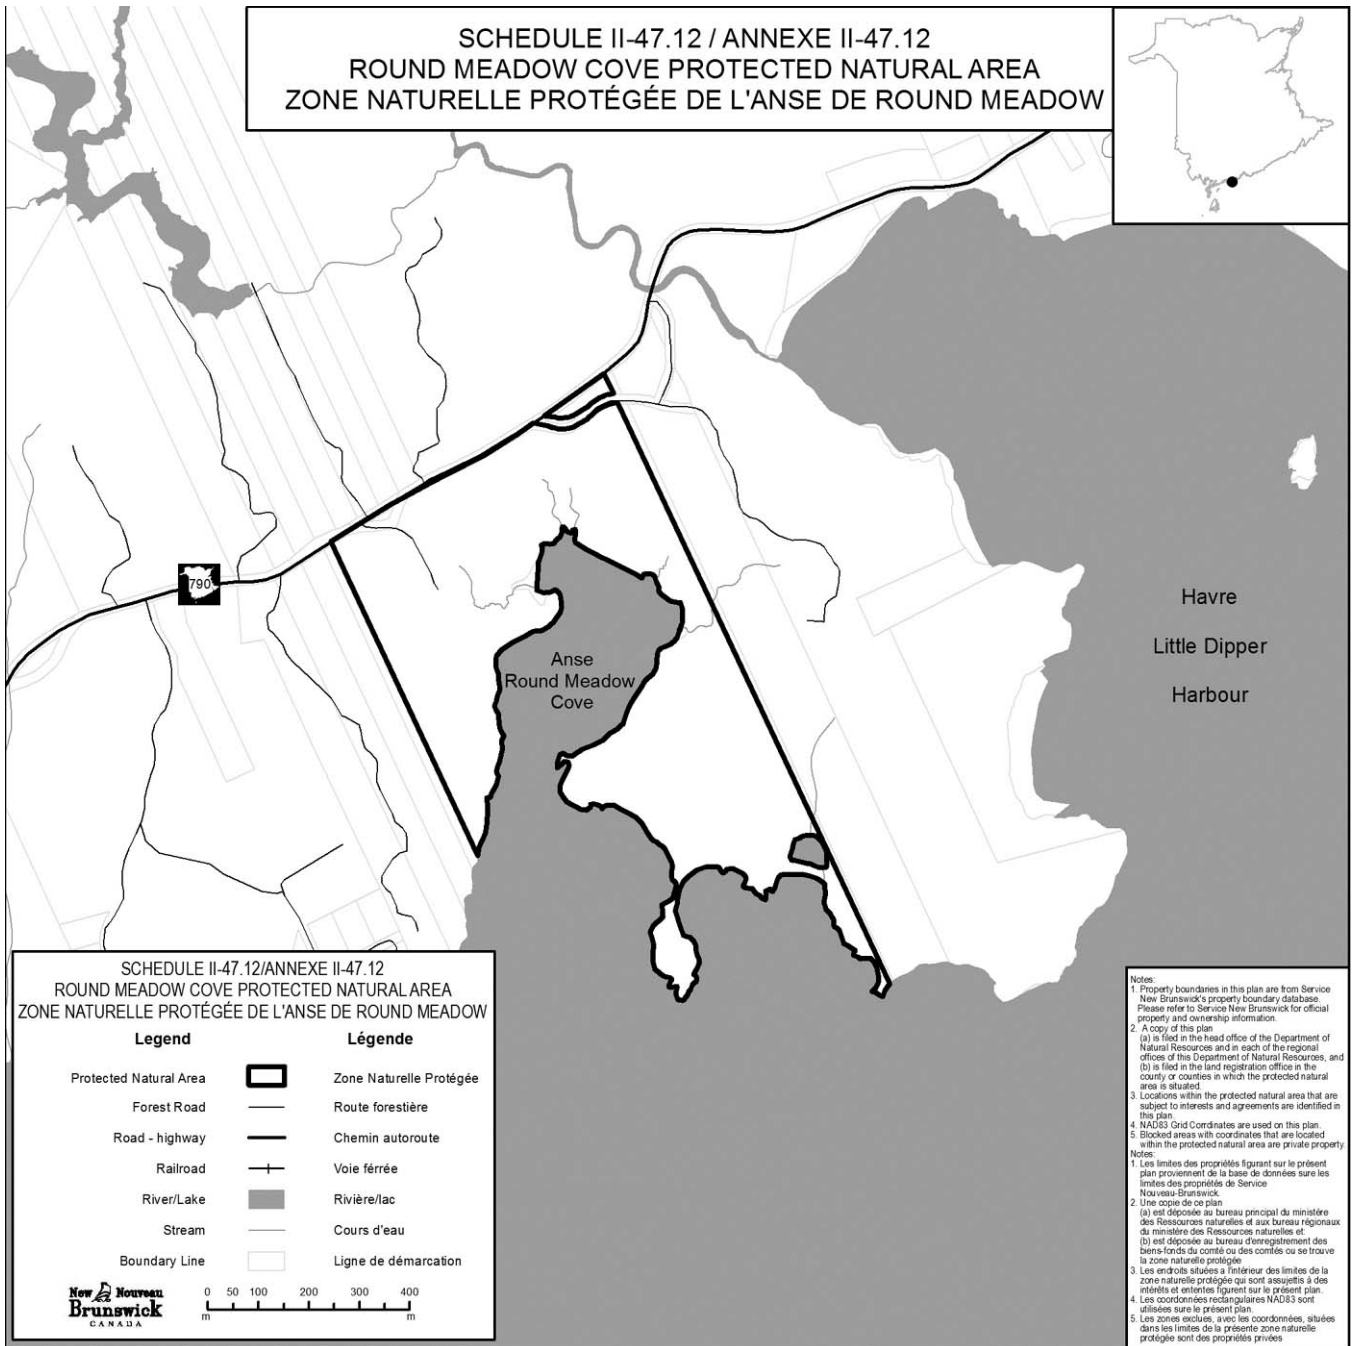 SCHEDULE II-47.12 / ANNEXE II-47.12
ROUND MEADOW COVE PROTECTED NATURAL AREA
ZONE NATURELLE PROTÉGÉE DE L'ANSE DE ROUND MEADOW
790
Anse
Round Meadow
Cove
Havre
Little Dipper
Harbour
SCHEDULE II-47.12/ANNEXE II-47.12
ROUND MEADOW COVE PROTECTED NATURAL AREA
ZONE NATURELLE PROTÉGÉE DE L'ANSE DE ROUND MEADOW
Legend Légende
Protected Natural Area Zone Naturelle Protégée
Forest Road Route forestière
Road - highway Chemin autoroute
Railroad Voie férrée
River/Lake Rivière/lac
Stream Cours d'eau
Boundary Line Ligne de démarcation
New Nouveau
Brunswick
CANADA
0 50 100 200 300 400
m m
Notes:
1. Property boundaries in this plan are from Service
New Brunswick's property boundary database.
Please refer to Service New Brunswick for official
property and ownership information.
2. A copy of this plan
(a) is filed in the head office of the Department of
Natural Resources and in each of the regional
offices of this Department of Natural Resources, and
(b) is filed in the land registration office in the
county or counties in which the protected natural
area is situated.
3. Locations within the protected natural area that are
subject to interests and agreements are identified in
this plan.
4. NAD83 Grid Corrdinates are used on this plan.
5. Blocked areas with coordinates that are located
within the protected natural area are private property
Notes:
1. Les limites des propriétés figurant sur le présent
plan proviennent de la base de données sure les
limites des propriétés de Service
Nouveau-Brunswick.
2. Une copie de ce plan
(a) est déposée au bureau principal du ministére
des Ressources naturelles et aux bureau régionaux
du ministére des Ressources naturelles et:
(b) est déposée au bureau d'enregistrement des
biens-fonds du comté ou des comtés ou se trouve
la zone naturelle protégée
3. Les endroits situées a l'intérieur des limites de la
zone naturelle protégée qui sont assujettis à des
intérêts et ententes figurent sur le présent plan.
4. Les coordonnées rectangulaires NAD83 sont
utilisées sure le présent plan.
5. Les zones exclues, avec les coordonnées, situées
dans les limites de la présente zone naturelle
protégée sont des propriétés privées